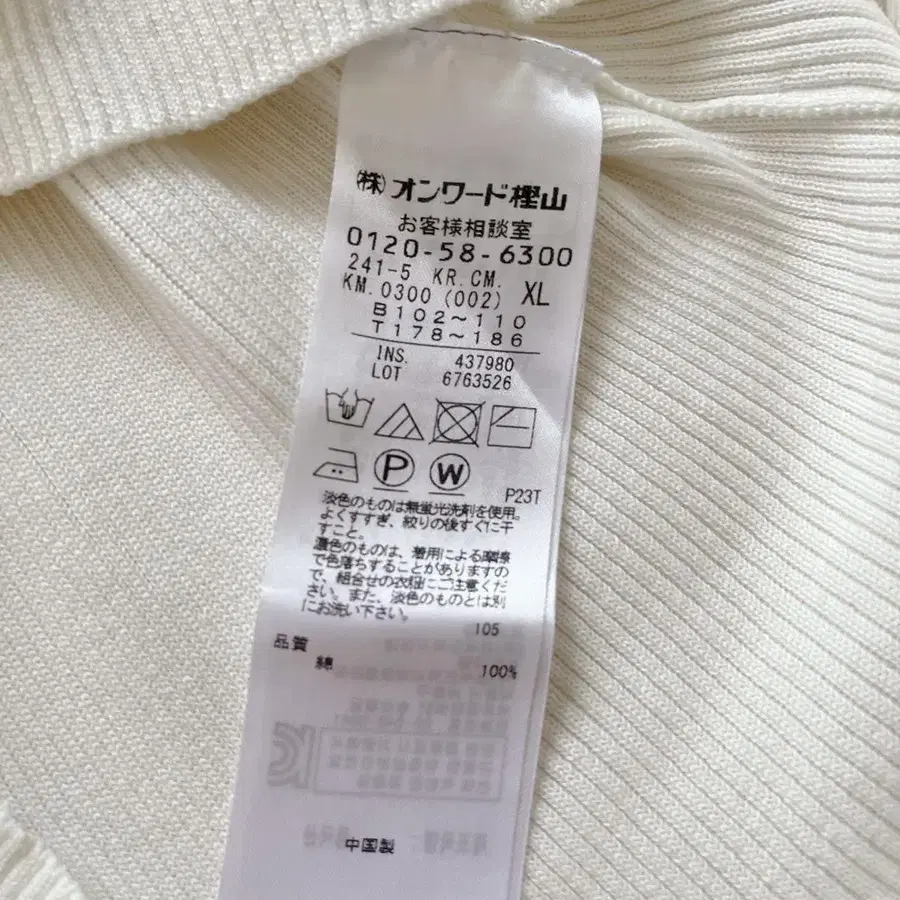 ㈱オンワード樫山
お客様相談室
0120-58-6300
241-5 KR.CM.
KM.0300 (002) XL
B102～110
T178～186
INS. 437980
LOT 6763526
P W
P23T
淡色のものは無蛍光洗剤を使用。
よくすすぎ、絞りの後すぐに干
すこと。
濃色のものは、着用による摩擦
で色落ちすることがありますの
で、組合せの衣類にご注意くだ
さい。また、淡色のものとは別
にお洗い下さい。
105
品質
綿 100%
中国製